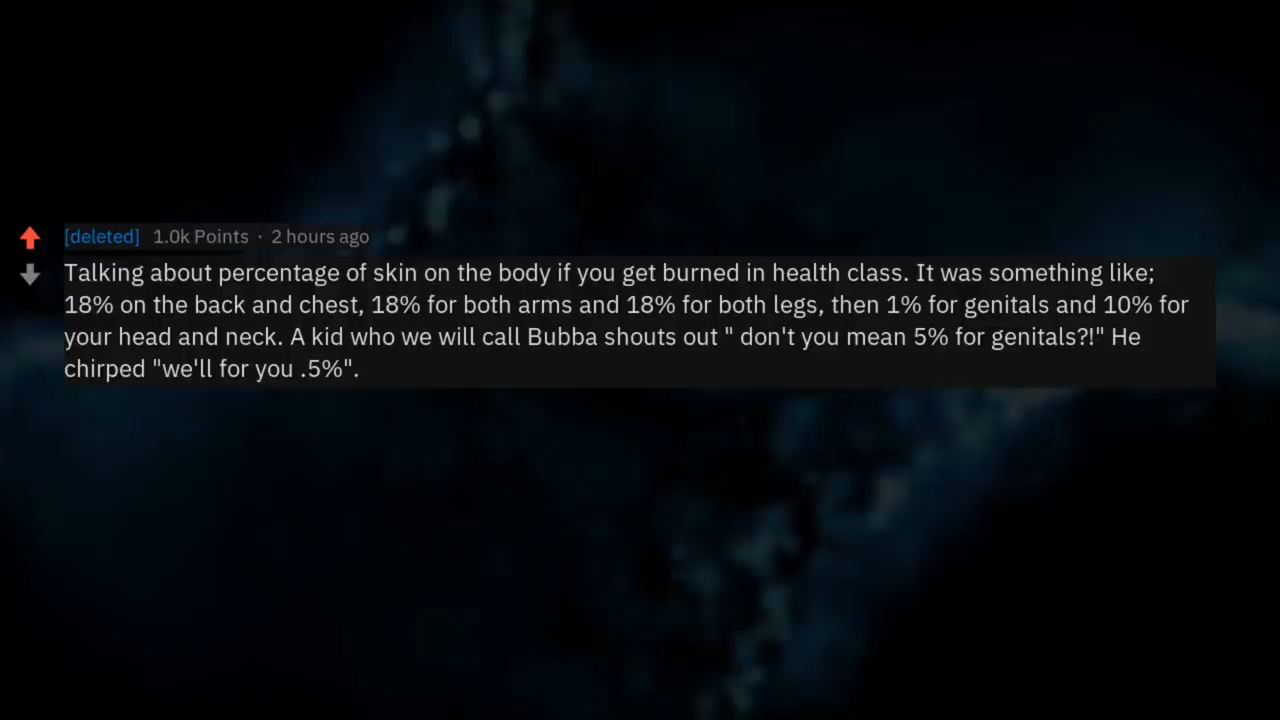 [deleted] 1.0k Points · 2 hours ago
Talking about percentage of skin on the body if you get burned in health class. It was something like;
18% on the back and chest, 18% for both arms and 18% for both legs, then 1% for genitals and 10% for
your head and neck. A kid who we will call Bubba shouts out " don't you mean 5% for genitals?!" He
chirped "we'll for you .5%".